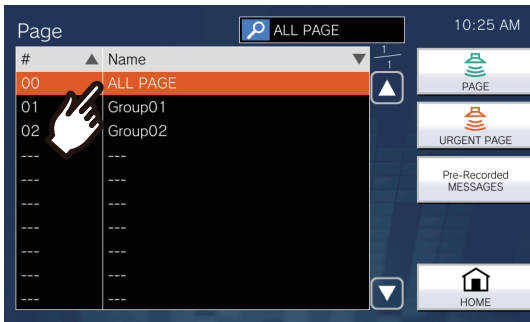 Page
ALL PAGE
10:25 AM
# ▲ Name ▼
1
1
00 ALL PAGE
01 Group01
02 Group02
--- ---
--- ---
--- ---
--- ---
--- ---
--- ---
--- ---
PAGE
URGENT PAGE
Pre-Recorded
MESSAGES
HOME